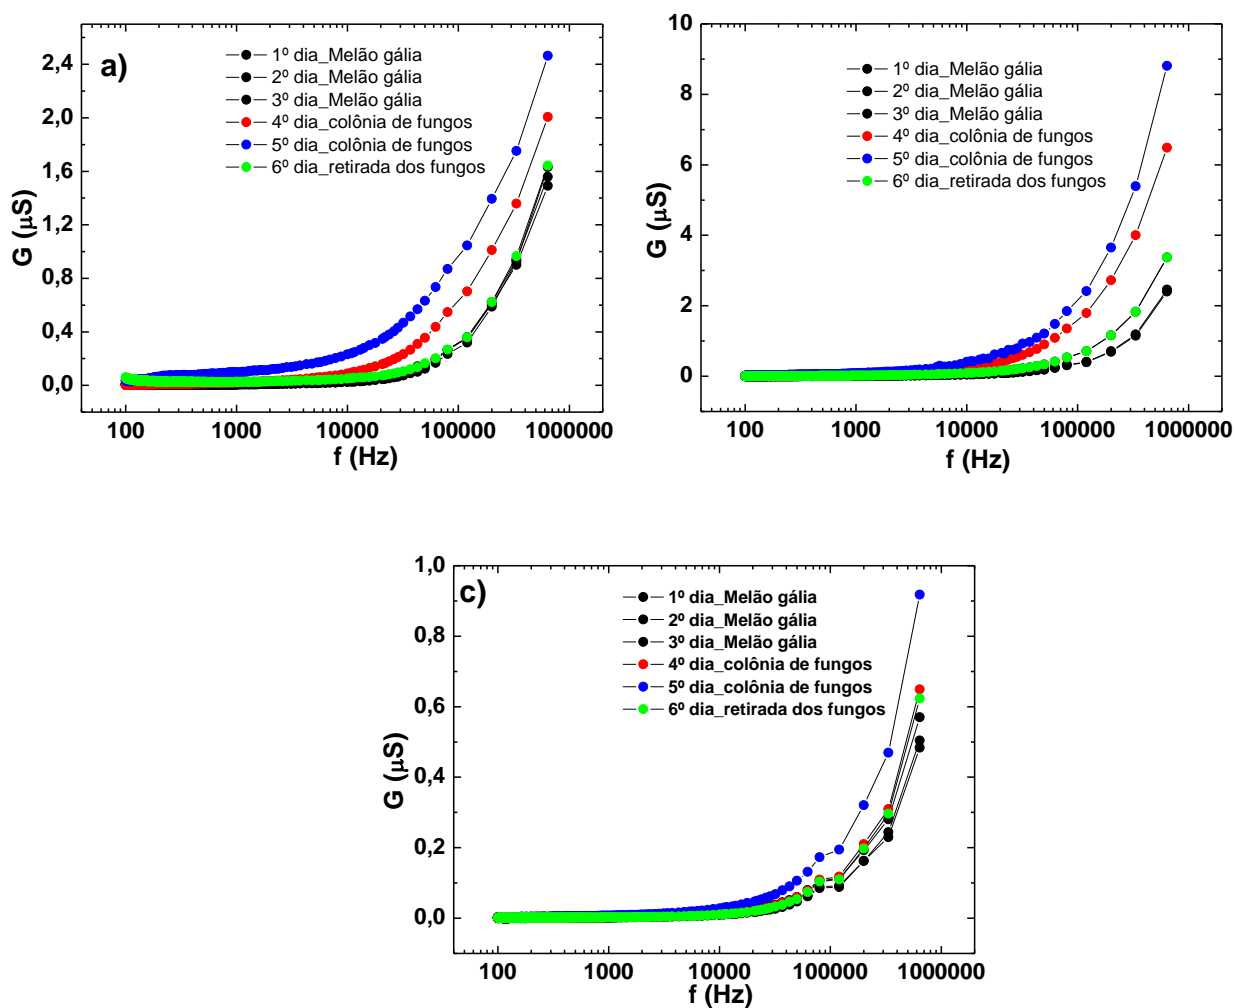 a)
1º dia_Melão gália
2º dia_Melão gália
3º dia_Melão gália
4º dia_colônia de fungos
5º dia_colônia de fungos
6º dia_retirada dos fungos
2,4
2,0
1,6
1,2
0,8
0,4
0,0
G (μS)
100 1000 10000 100000 1000000
f (Hz)
1º dia_Melão gália
2º dia_Melão gália
3º dia_Melão gália
4º dia_colônia de fungos
5º dia_colônia de fungos
6º dia_retirada dos fungos
10
8
6
4
2
0
G (μS)
100 1000 10000 100000 1000000
f (Hz)
c)
1º dia_Melão gália
2º dia_Melão gália
3º dia_Melão gália
4º dia_colônia de fungos
5º dia_colônia de fungos
6º dia_retirada dos fungos
1,0
0,8
0,6
0,4
0,2
0,0
G (μS)
100 1000 10000 100000 1000000
f (Hz)